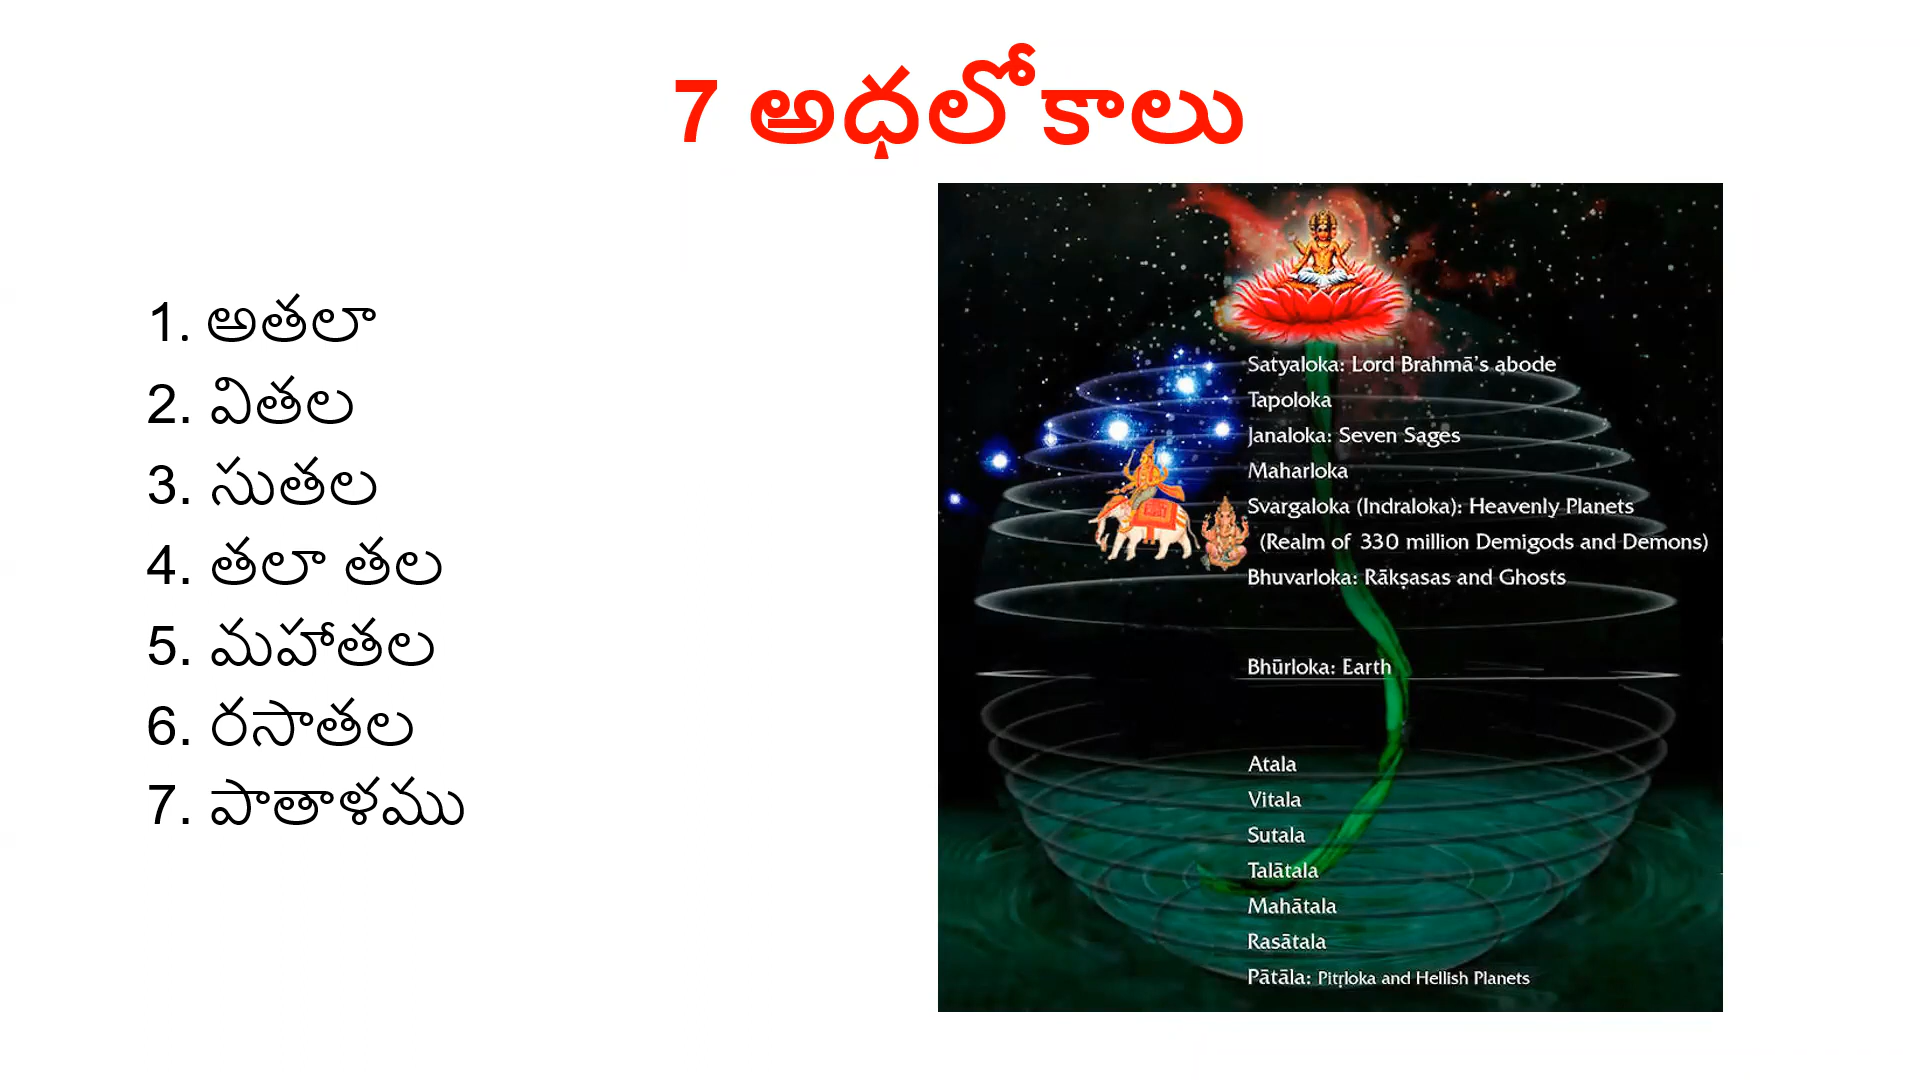 7 అధలోకాలు
1. అతలా
2. వితల
3. సుతల
4. తలా తల
5. మహాతల
6. రసాతల
7. పాతాళము
Satyaloka: Lord Brahmā's abode
Tapoloka
Janaloka: Seven Sages
Maharloka
Svargaloka (Indraloka): Heavenly Planets
(Realm of 330 million Demigods and Demons)
Bhuvarloka: Rākṣasas and Ghosts
Bhūrloka: Earth
Atala
Vitala
Sutala
Talātala
Mahātala
Rasātala
Pātāla: Pitṛloka and Hellish Planets